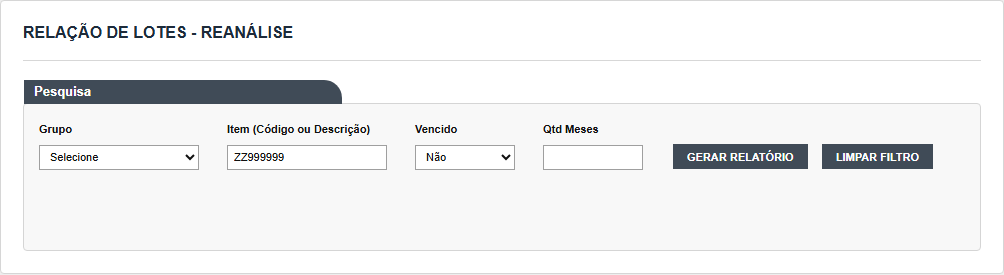 RELAÇÃO DE LOTES - REANÁLISE
Pesquisa
Grupo Item (Código ou Descrição) Vencido Qtd Meses
Selecione ZZ999999 Não GERAR RELATÓRIO LIMPAR FILTRO